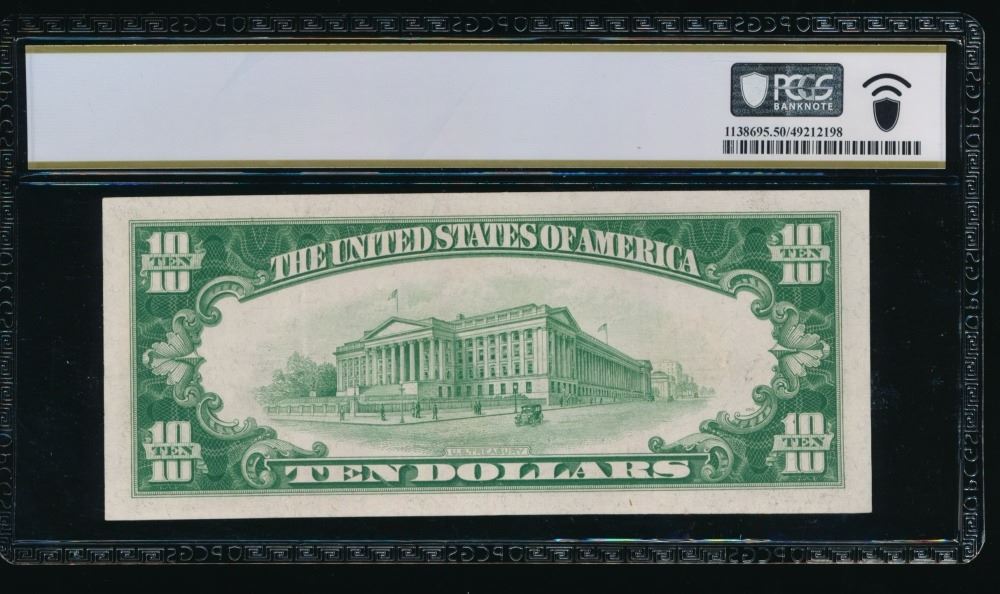 PCGS
BANKNOTE
1138695.50/49212198
10 TEN 10
THE UNITED STATES OF AMERICA
10 TEN 10
10 TEN 10
U.S. TREASURY
10 TEN 10
TEN DOLLARS